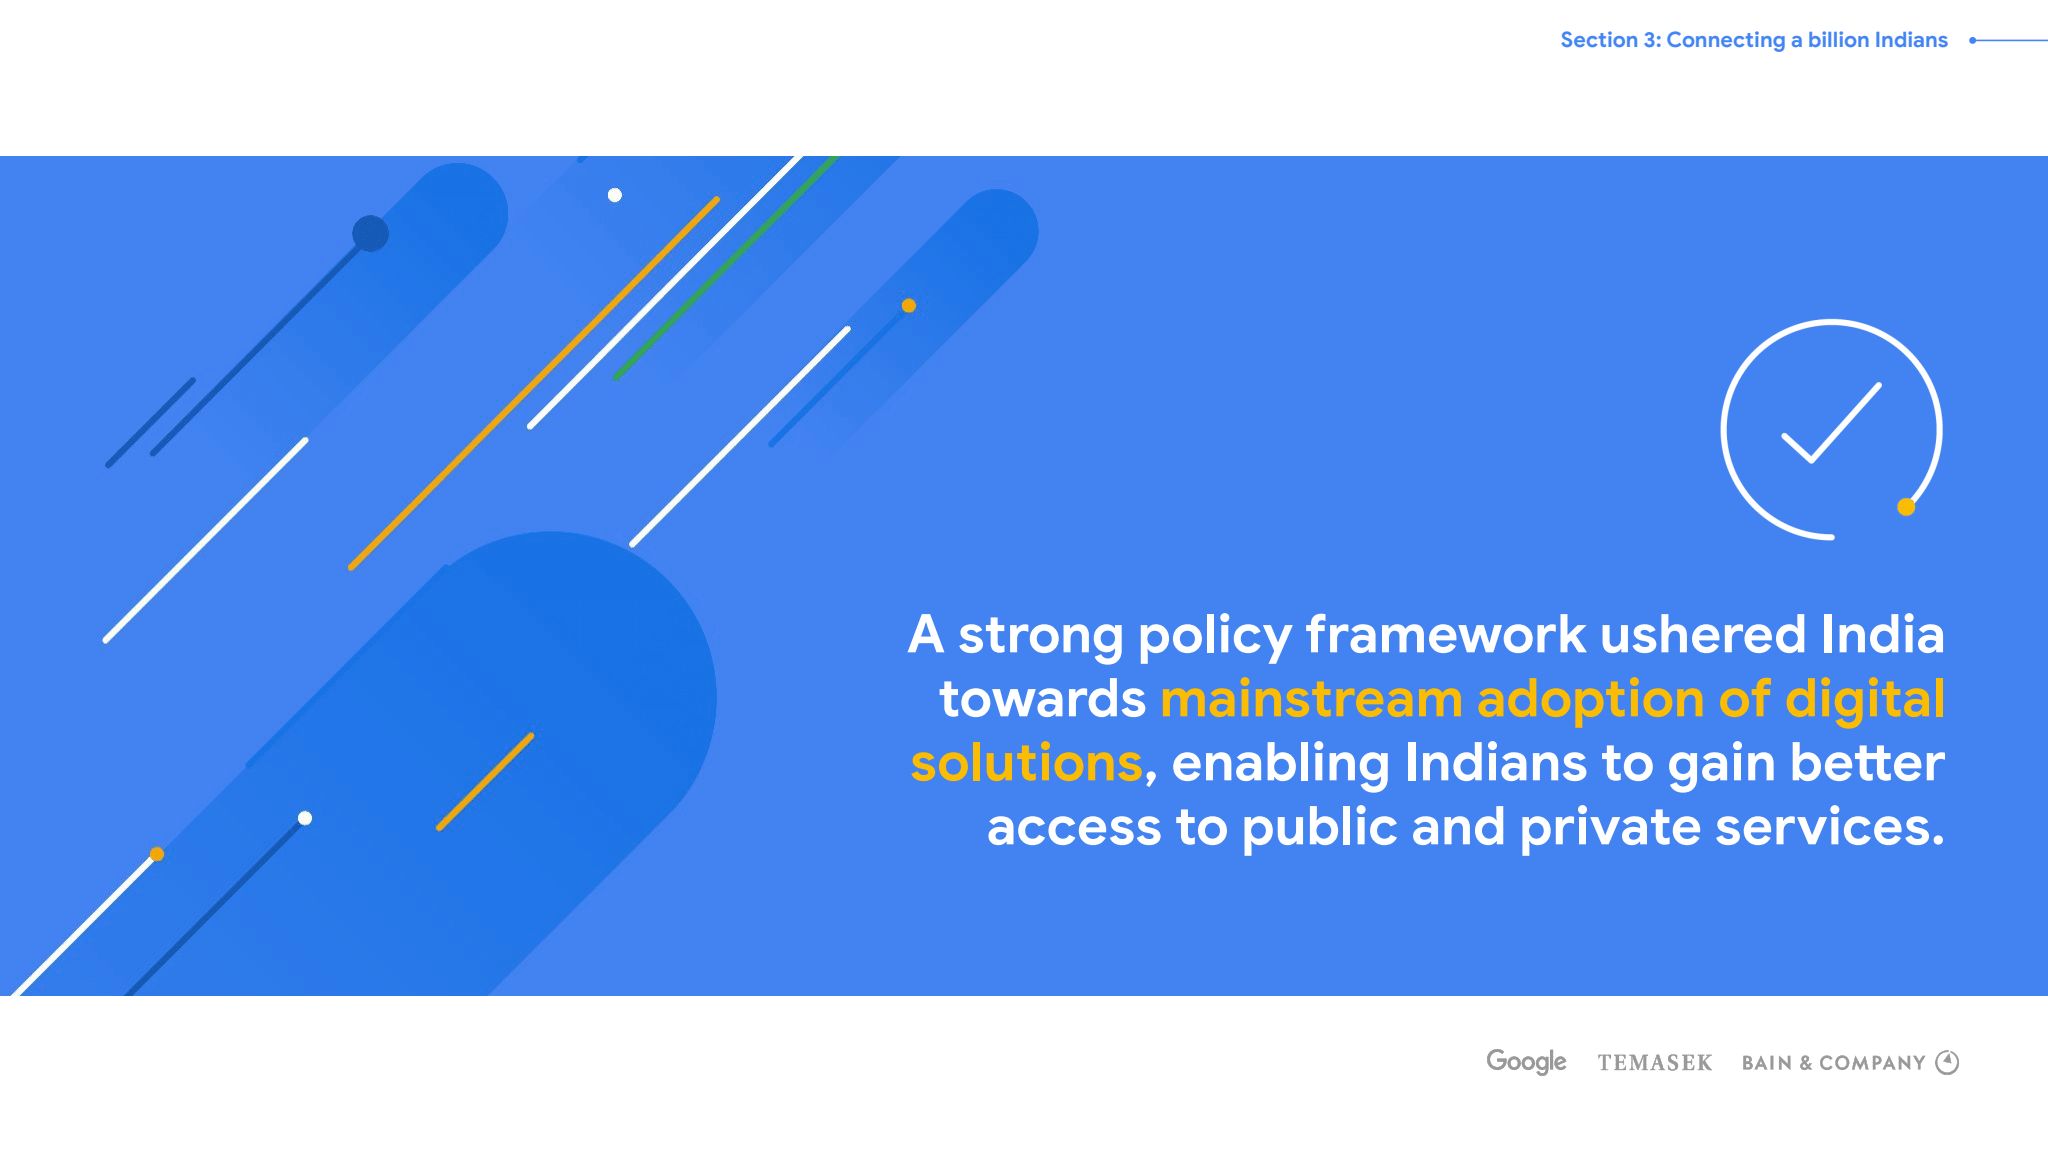 Section 3: Connecting a billion Indians
A strong policy framework ushered India
towards mainstream adoption of digital
solutions, enabling Indians to gain better
access to public and private services.
Google TEMASEK BAIN & COMPANY